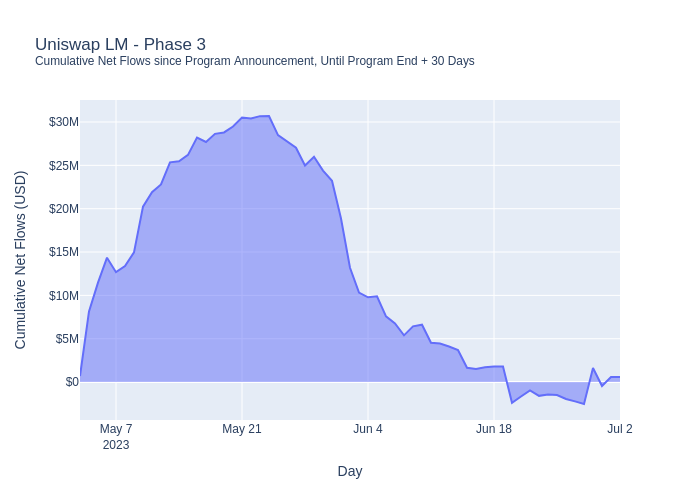 Uniswap LM - Phase 3
Cumulative Net Flows since Program Announcement, Until Program End + 30 Days
Cumulative Net Flows (USD)
$30M
$25M
$20M
$15M
$10M
$5M
$0
May 7
2023
May 21
Jun 4
Jun 18
Jul 2
Day